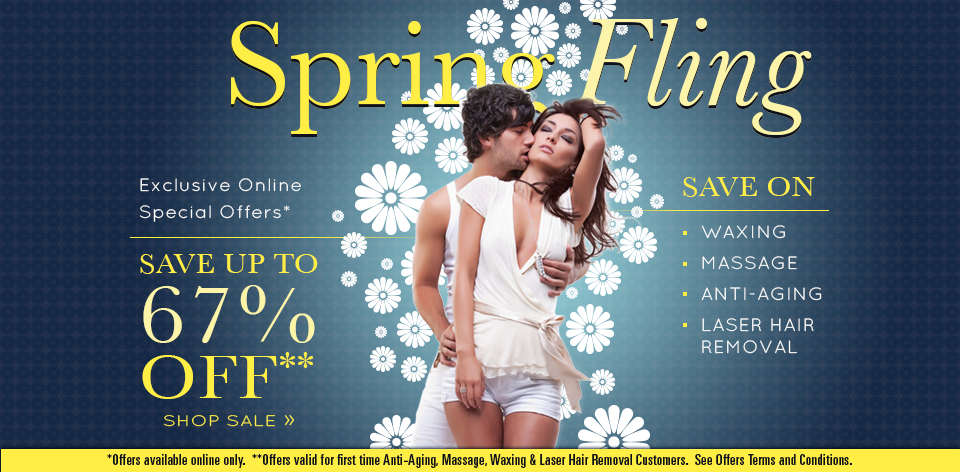 Spring Fling
Exclusive Online
Special Offers*
SAVE UP TO
67%
OFF**
SHOP SALE »
SAVE ON
▪ WAXING
▪ MASSAGE
▪ ANTI-AGING
▪ LASER HAIR
REMOVAL
*Offers available online only. **Offers valid for first time Anti-Aging, Massage, Waxing & Laser Hair Removal Customers. See Offers Terms and Conditions.